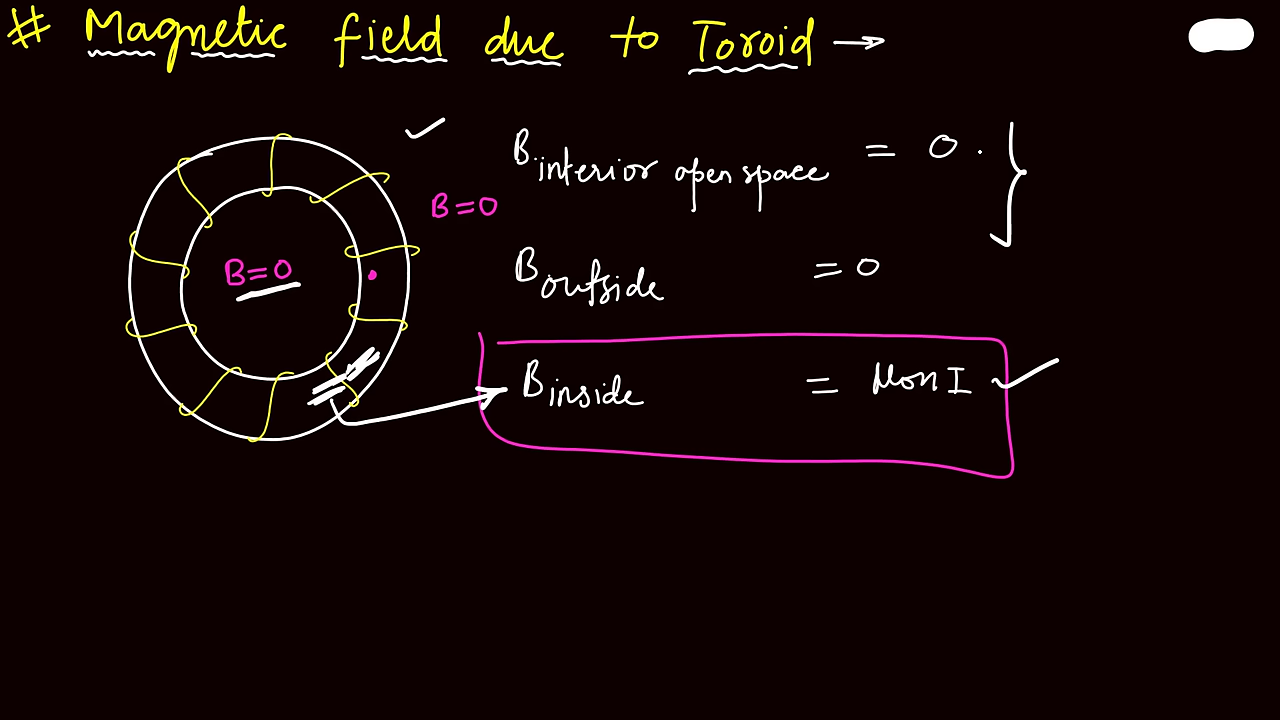 # Magnetic field due to Toroid →
B interior open space = 0 .
B=0
B outside = 0
B=0
B inside = μ₀nI